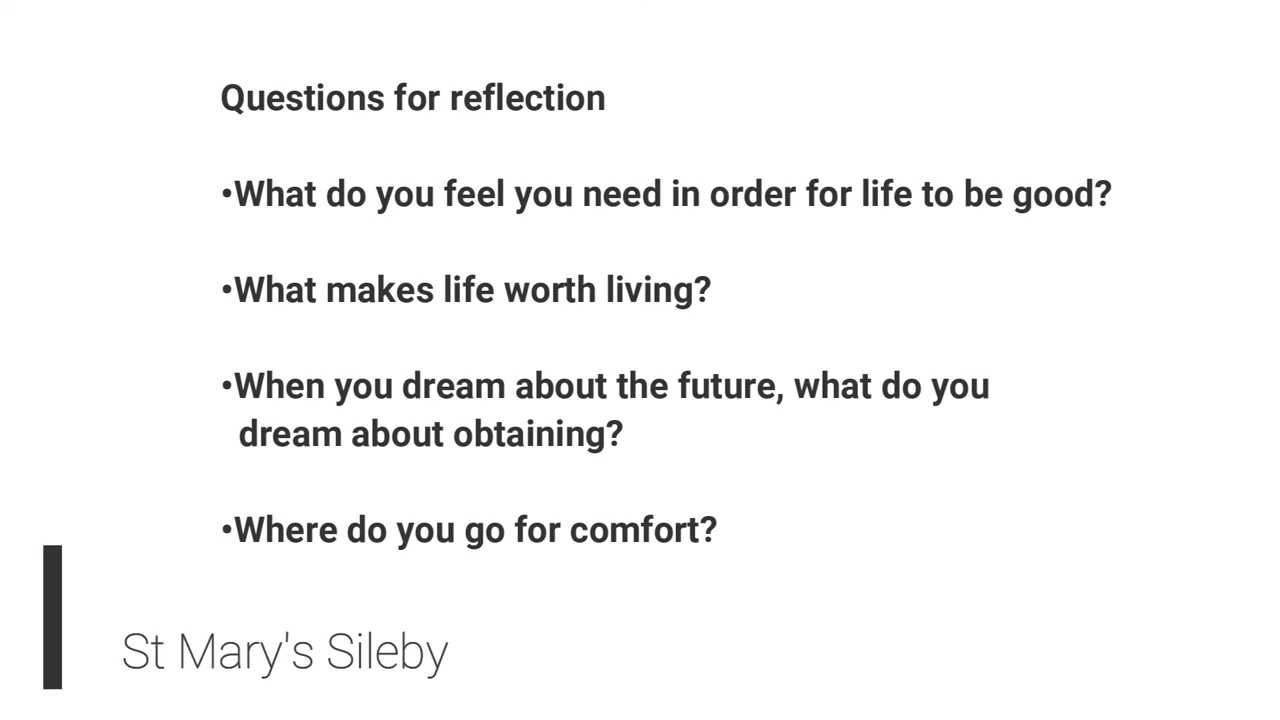 Questions for reflection
•What do you feel you need in order for life to be good?
•What makes life worth living?
•When you dream about the future, what do you
dream about obtaining?
•Where do you go for comfort?
St Mary's Sileby